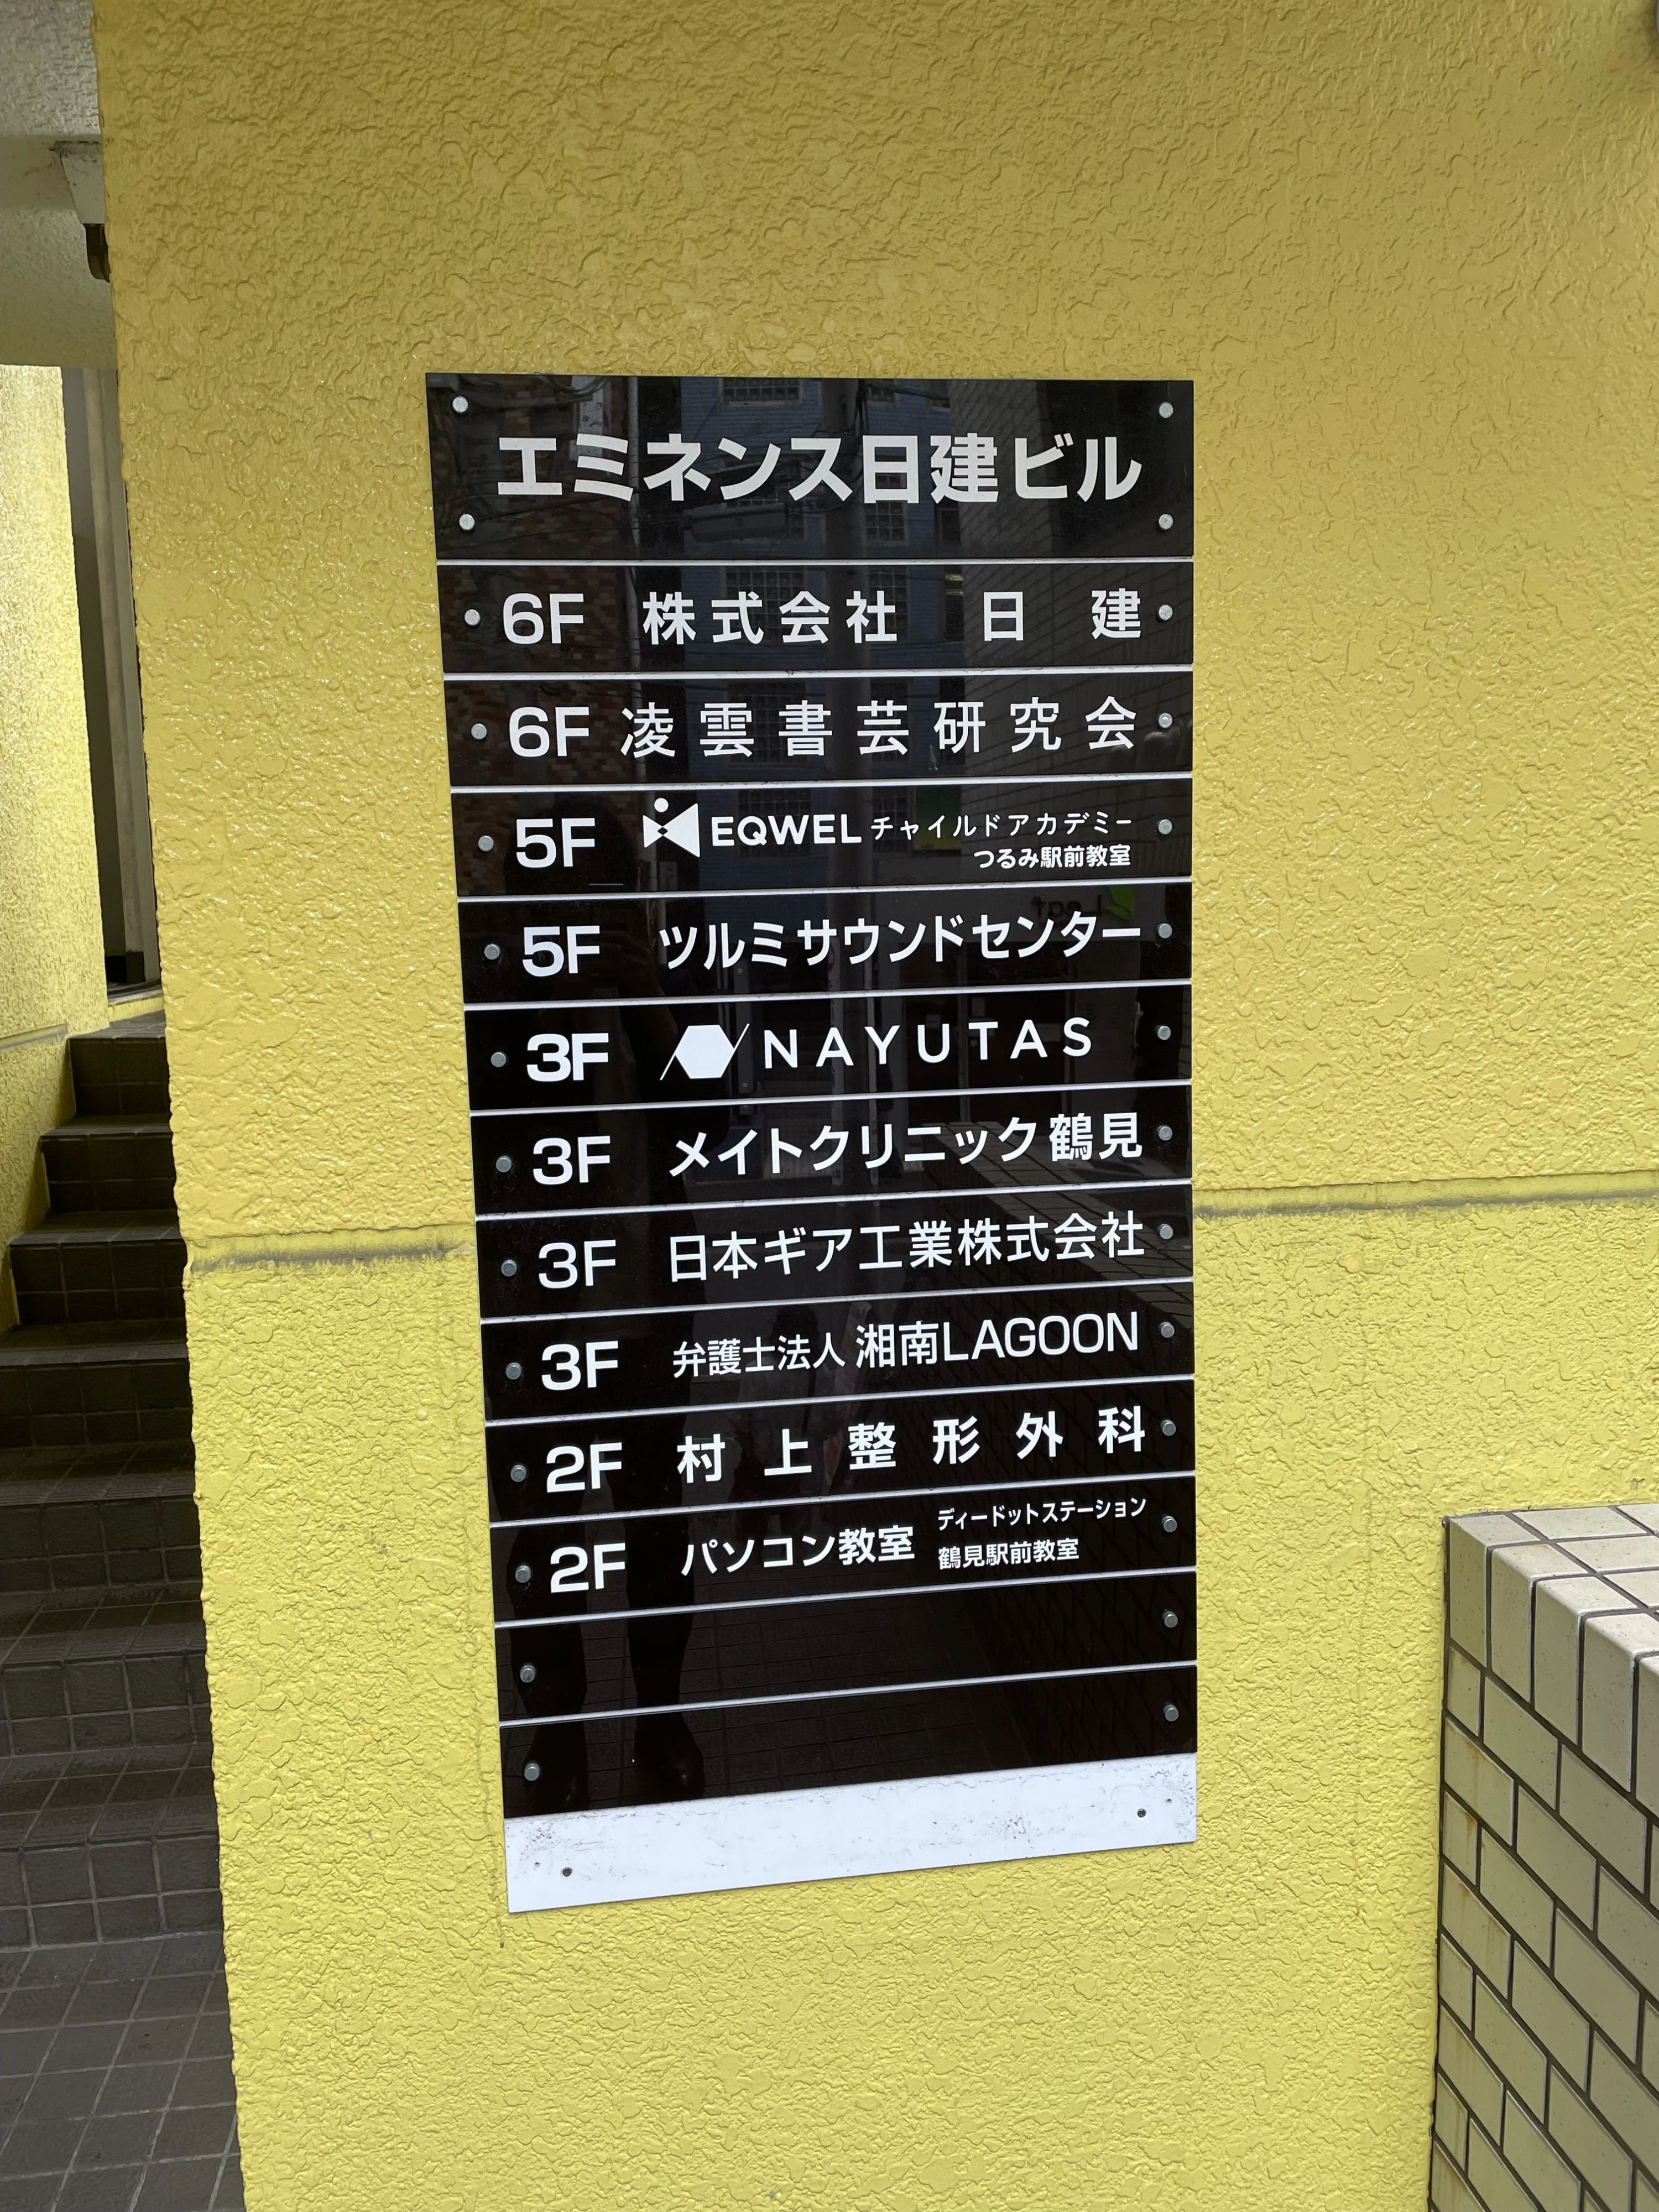 エミネンス日建ビル
6F 株式会社 日建
6F 凌雲書芸研究会
5F EQWEL チャイルドアカデミー
つるみ駅前教室
5F ツルミサウンドセンター
3F NAYUTAS
3F メイトクリニック鶴見
3F 日本ギア工業株式会社
3F 弁護士法人 湘南LAGOON
2F 村上整形外科
2F パソコン教室 ディードットステーション
鶴見駅前教室